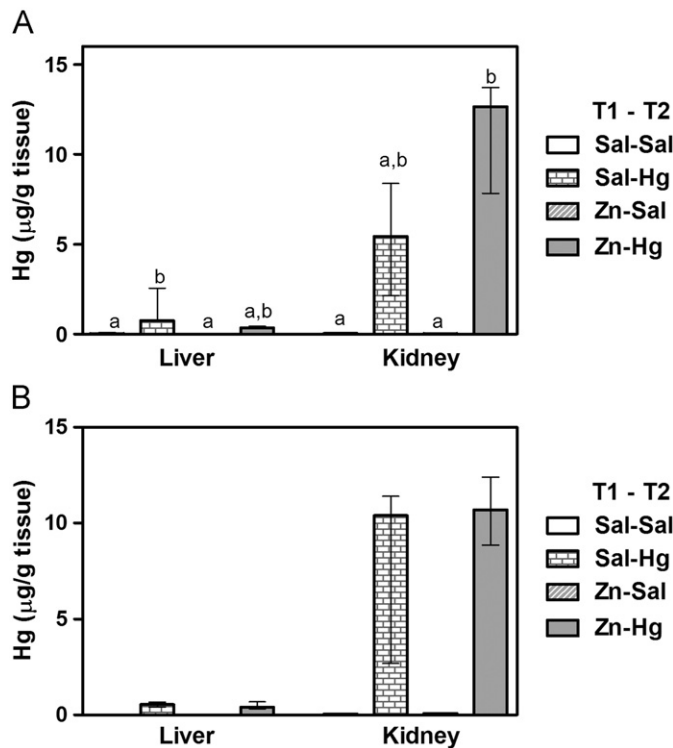 A
Hg (µg/g tissue)
15
10
5
0
a
b
a
a,b
a
a,b
a
b
Liver
Kidney
T1 - T2
Sal-Sal
Sal-Hg
Zn-Sal
Zn-Hg
B
Hg (µg/g tissue)
15
10
5
0
Liver
Kidney
T1 - T2
Sal-Sal
Sal-Hg
Zn-Sal
Zn-Hg